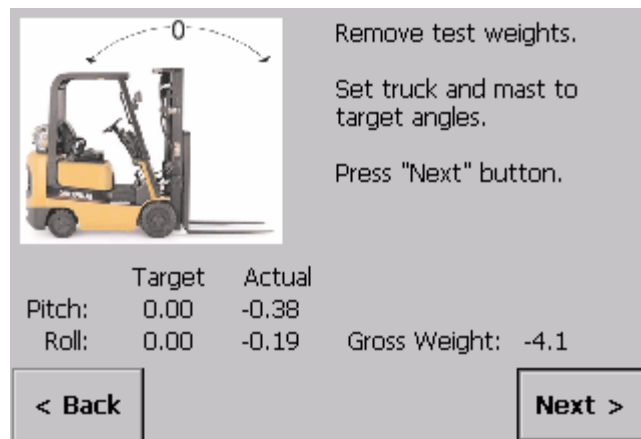 0
Remove test weights.
Set truck and mast to
target angles.
Press "Next" button.
Target Actual
Pitch: 0.00 -0.38
Roll: 0.00 -0.19 Gross Weight: -4.1
< Back
Next >